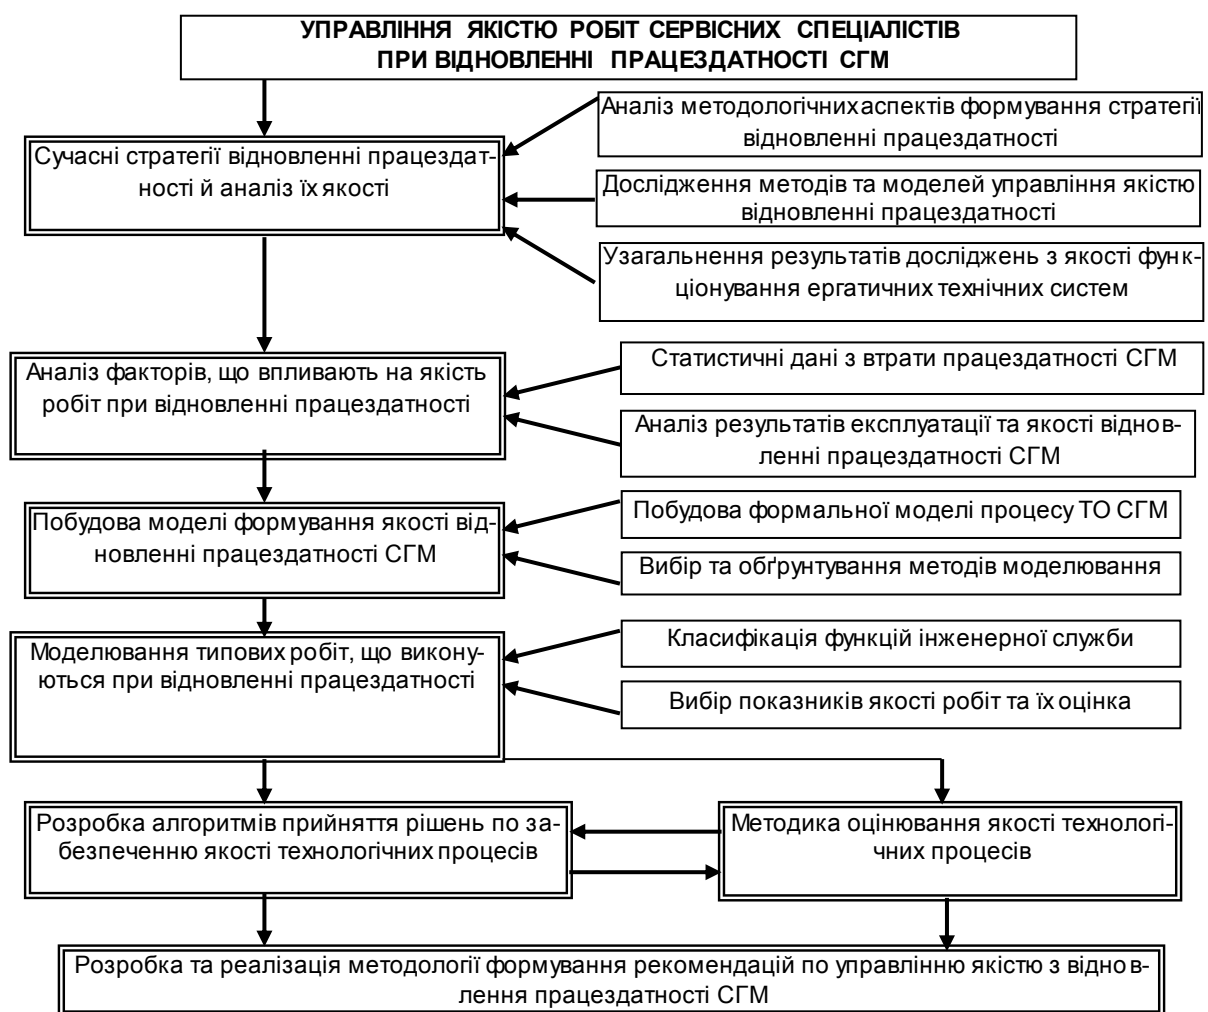 УПРАВЛІННЯ ЯКІСТЮ РОБІТ СЕРВІСНИХ СПЕЦІАЛІСТІВ
ПРИ ВІДНОВЛЕННІ ПРАЦЕЗДАТНОСТІ СГМ
Аналіз методологічних аспектів формування стратегі
відновленні працездатності
Сучасні стратегії відновленні працездат-
ності й аналіз їх якості
Дослідження методів та моделей управління якістю
відновленні працездатності
Узагальнення результатів досліджень з якості функ-
ціонування ергатичних технічних систем
Аналіз факторів, що впливають на якість
робіт при відновленні працездатності
Статистичні дані з втрати працездатності СГМ
Аналіз результатів експлуатації та якості віднов-
ленні працездатності СГМ
Побудова моделі формування якості від-
новленні працездатності СГМ
Побудова формальної моделі процесу ТО СГМ
Вибір та обґрунтування методів моделювання
Моделювання типових робіт, що викону-
ються при відновленні працездатності
Класифікація функцій інженерної служби
Вибір показників якості робіт та їх оцінка
Розробка алгоритмів прийняття рішень по за-
безпеченню якості технологічних процесів
Методика оцінювання якості технологі-
чних процесів
Розробка та реалізація методології формування рекомендацій по управлінню якістю з віднов-
лення працездатності СГМ